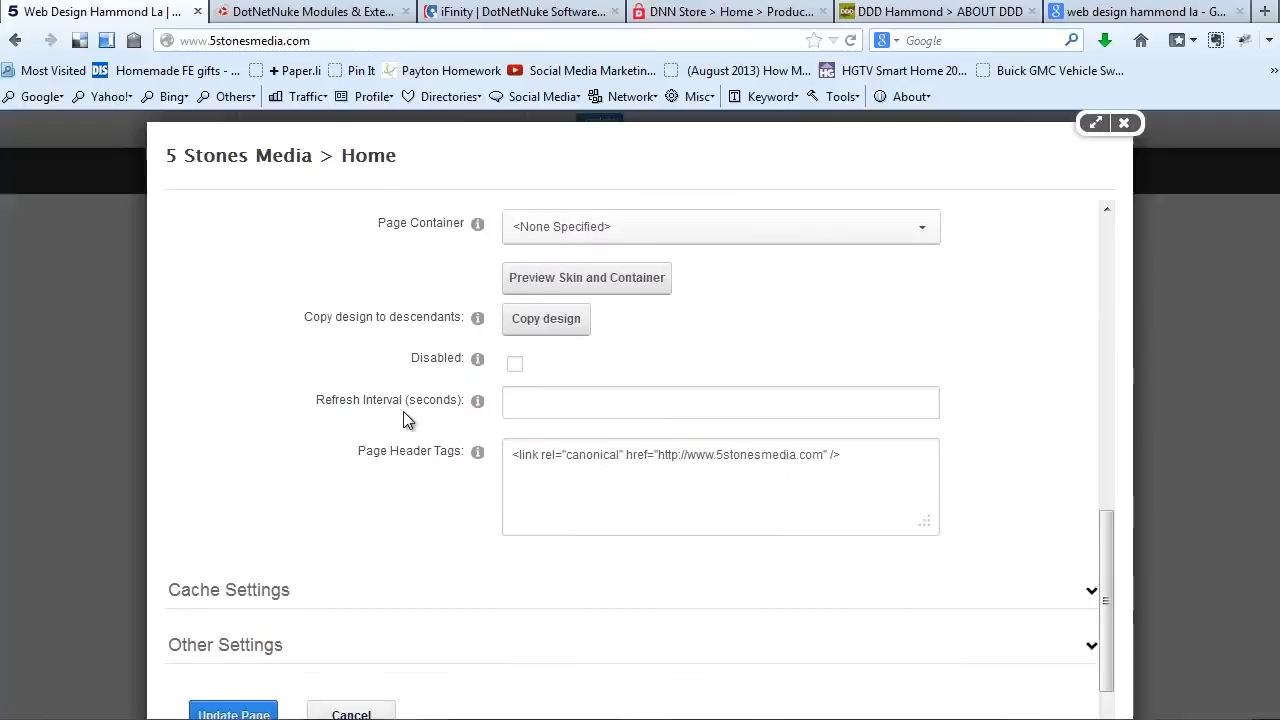 5 Web Design Hammond La | ... × DotNetNuke Modules & Exte... × iFinity | DotNetNuke Software... × DNN Store > Home > Produc... × DDD Hammond > ABOUT DDD × web design hammond la - G... × +
www.5stonesmedia.com Google
Most Visited DIS Homemade FE gifts - ... + Paper.li Pin It Payton Homework Social Media Marketin... (August 2013) How M... HG HGTV Smart Home 20... Buick GMC Vehicle Sw... »
Google Yahoo! Bing Others Traffic Profile Directories Social Media Network Misc Keyword Tools About
5 Stones Media > Home
Page Container <None Specified>
Preview Skin and Container
Copy design to descendants: Copy design
Disabled:
Refresh Interval (seconds):
Page Header Tags: <link rel="canonical" href="http://www.5stonesmedia.com" />
Cache Settings
Other Settings
Update Page Cancel